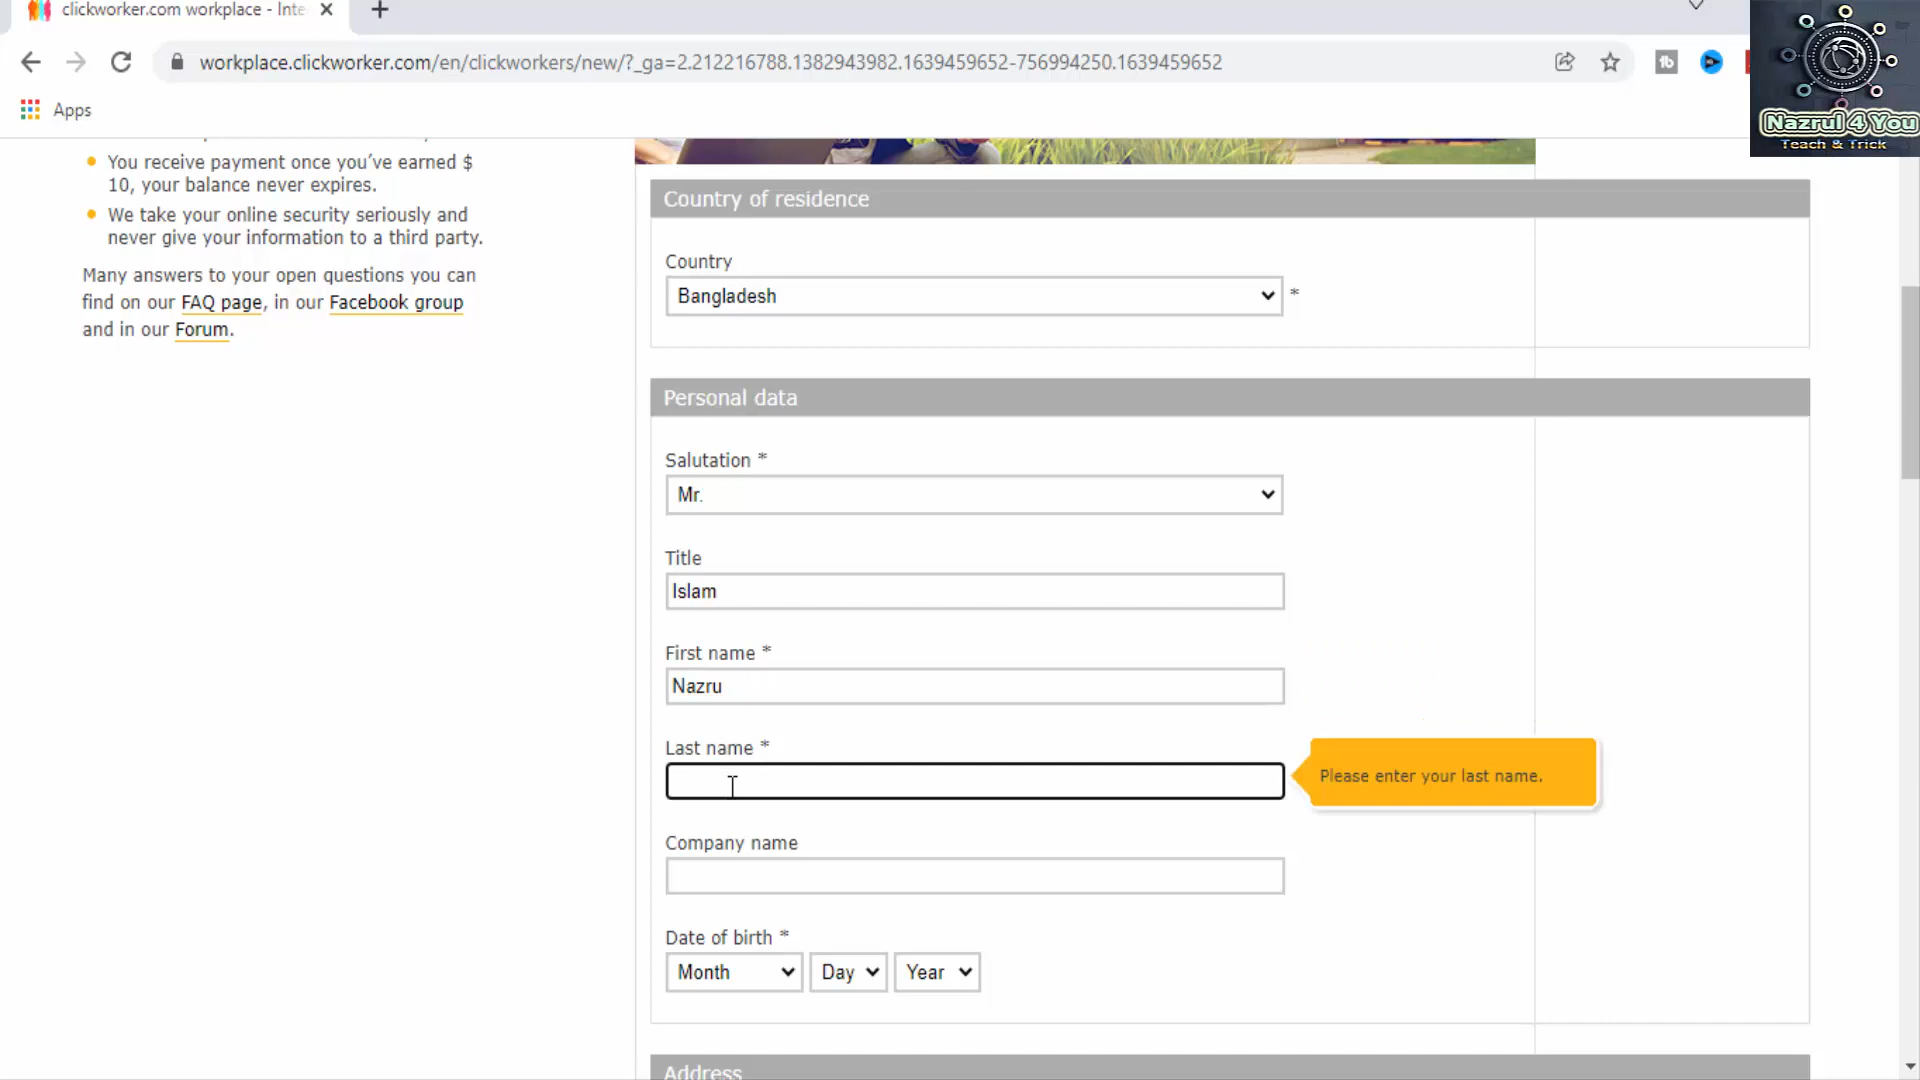 clickworker.com workplace - Inte
workplace.clickworker.com/en/clickworkers/new/?_ga=2.212216788.1382943982.1639459652-756994250.1639459652
Apps
Nazrul 4 You
Teach & Trick
You receive payment once you've earned $
10, your balance never expires.
We take your online security seriously and
never give your information to a third party.
Many answers to your open questions you can
find on our FAQ page, in our Facebook group
and in our Forum.
Country of residence
Country
Bangladesh *
Personal data
Salutation *
Mr.
Title
Islam
First name *
Nazru
Last name *
Please enter your last name.
Company name
Date of birth *
Month Day Year
Address